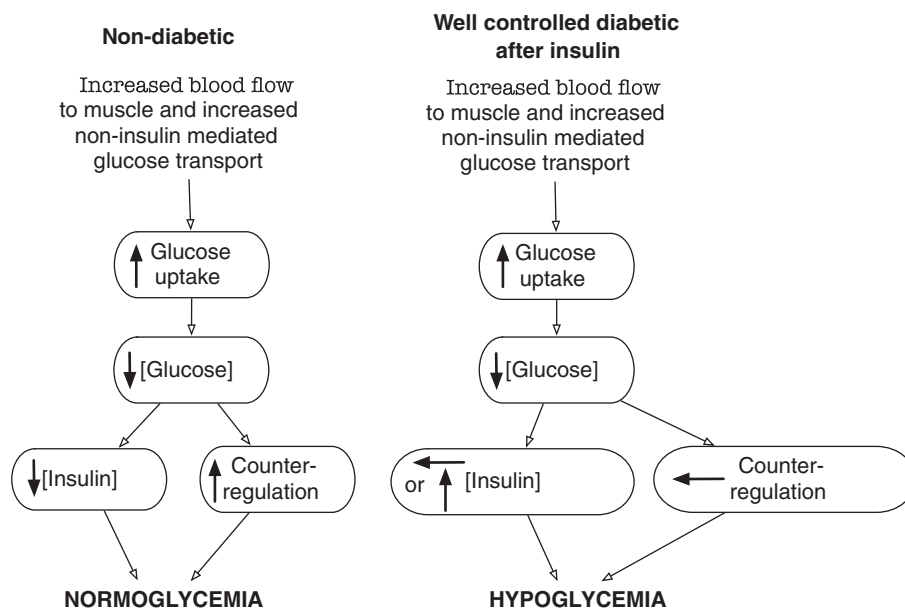 Non-diabetic
Increased blood flow
to muscle and increased
non-insulin mediated
glucose transport
Glucose
uptake
[Glucose]
[Insulin]
Counter-
regulation
NORMOGLYCEMIA
Well controlled diabetic
after insulin
Increased blood flow
to muscle and increased
non-insulin mediated
glucose transport
Glucose
uptake
[Glucose]
or [Insulin]
Counter-
regulation
HYPOGLYCEMIA